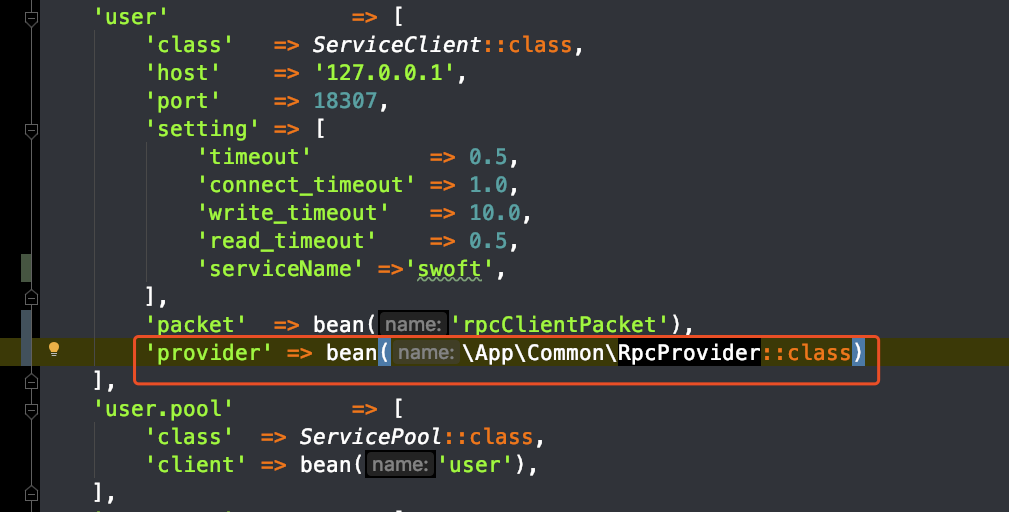 'user' => [
'class' => ServiceClient::class,
'host' => '127.0.0.1',
'port' => 18307,
'setting' => [
'timeout' => 0.5,
'connect_timeout' => 1.0,
'write_timeout' => 10.0,
'read_timeout' => 0.5,
'serviceName' =>'swoft',
],
'packet' => bean( name: 'rpcClientPacket'),
'provider' => bean( name: \App\Common\RpcProvider::class)
],
'user.pool' => [
'class' => ServicePool::class,
'client' => bean( name: 'user'),
],